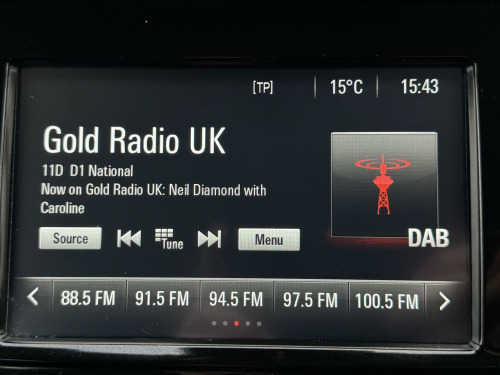 [TP] 15°C 15:43
Gold Radio UK
11D D1 National
Now on Gold Radio UK: Neil Diamond with
Caroline
DAB
Source Tune Menu
88.5 FM 91.5 FM 94.5 FM 97.5 FM 100.5 FM